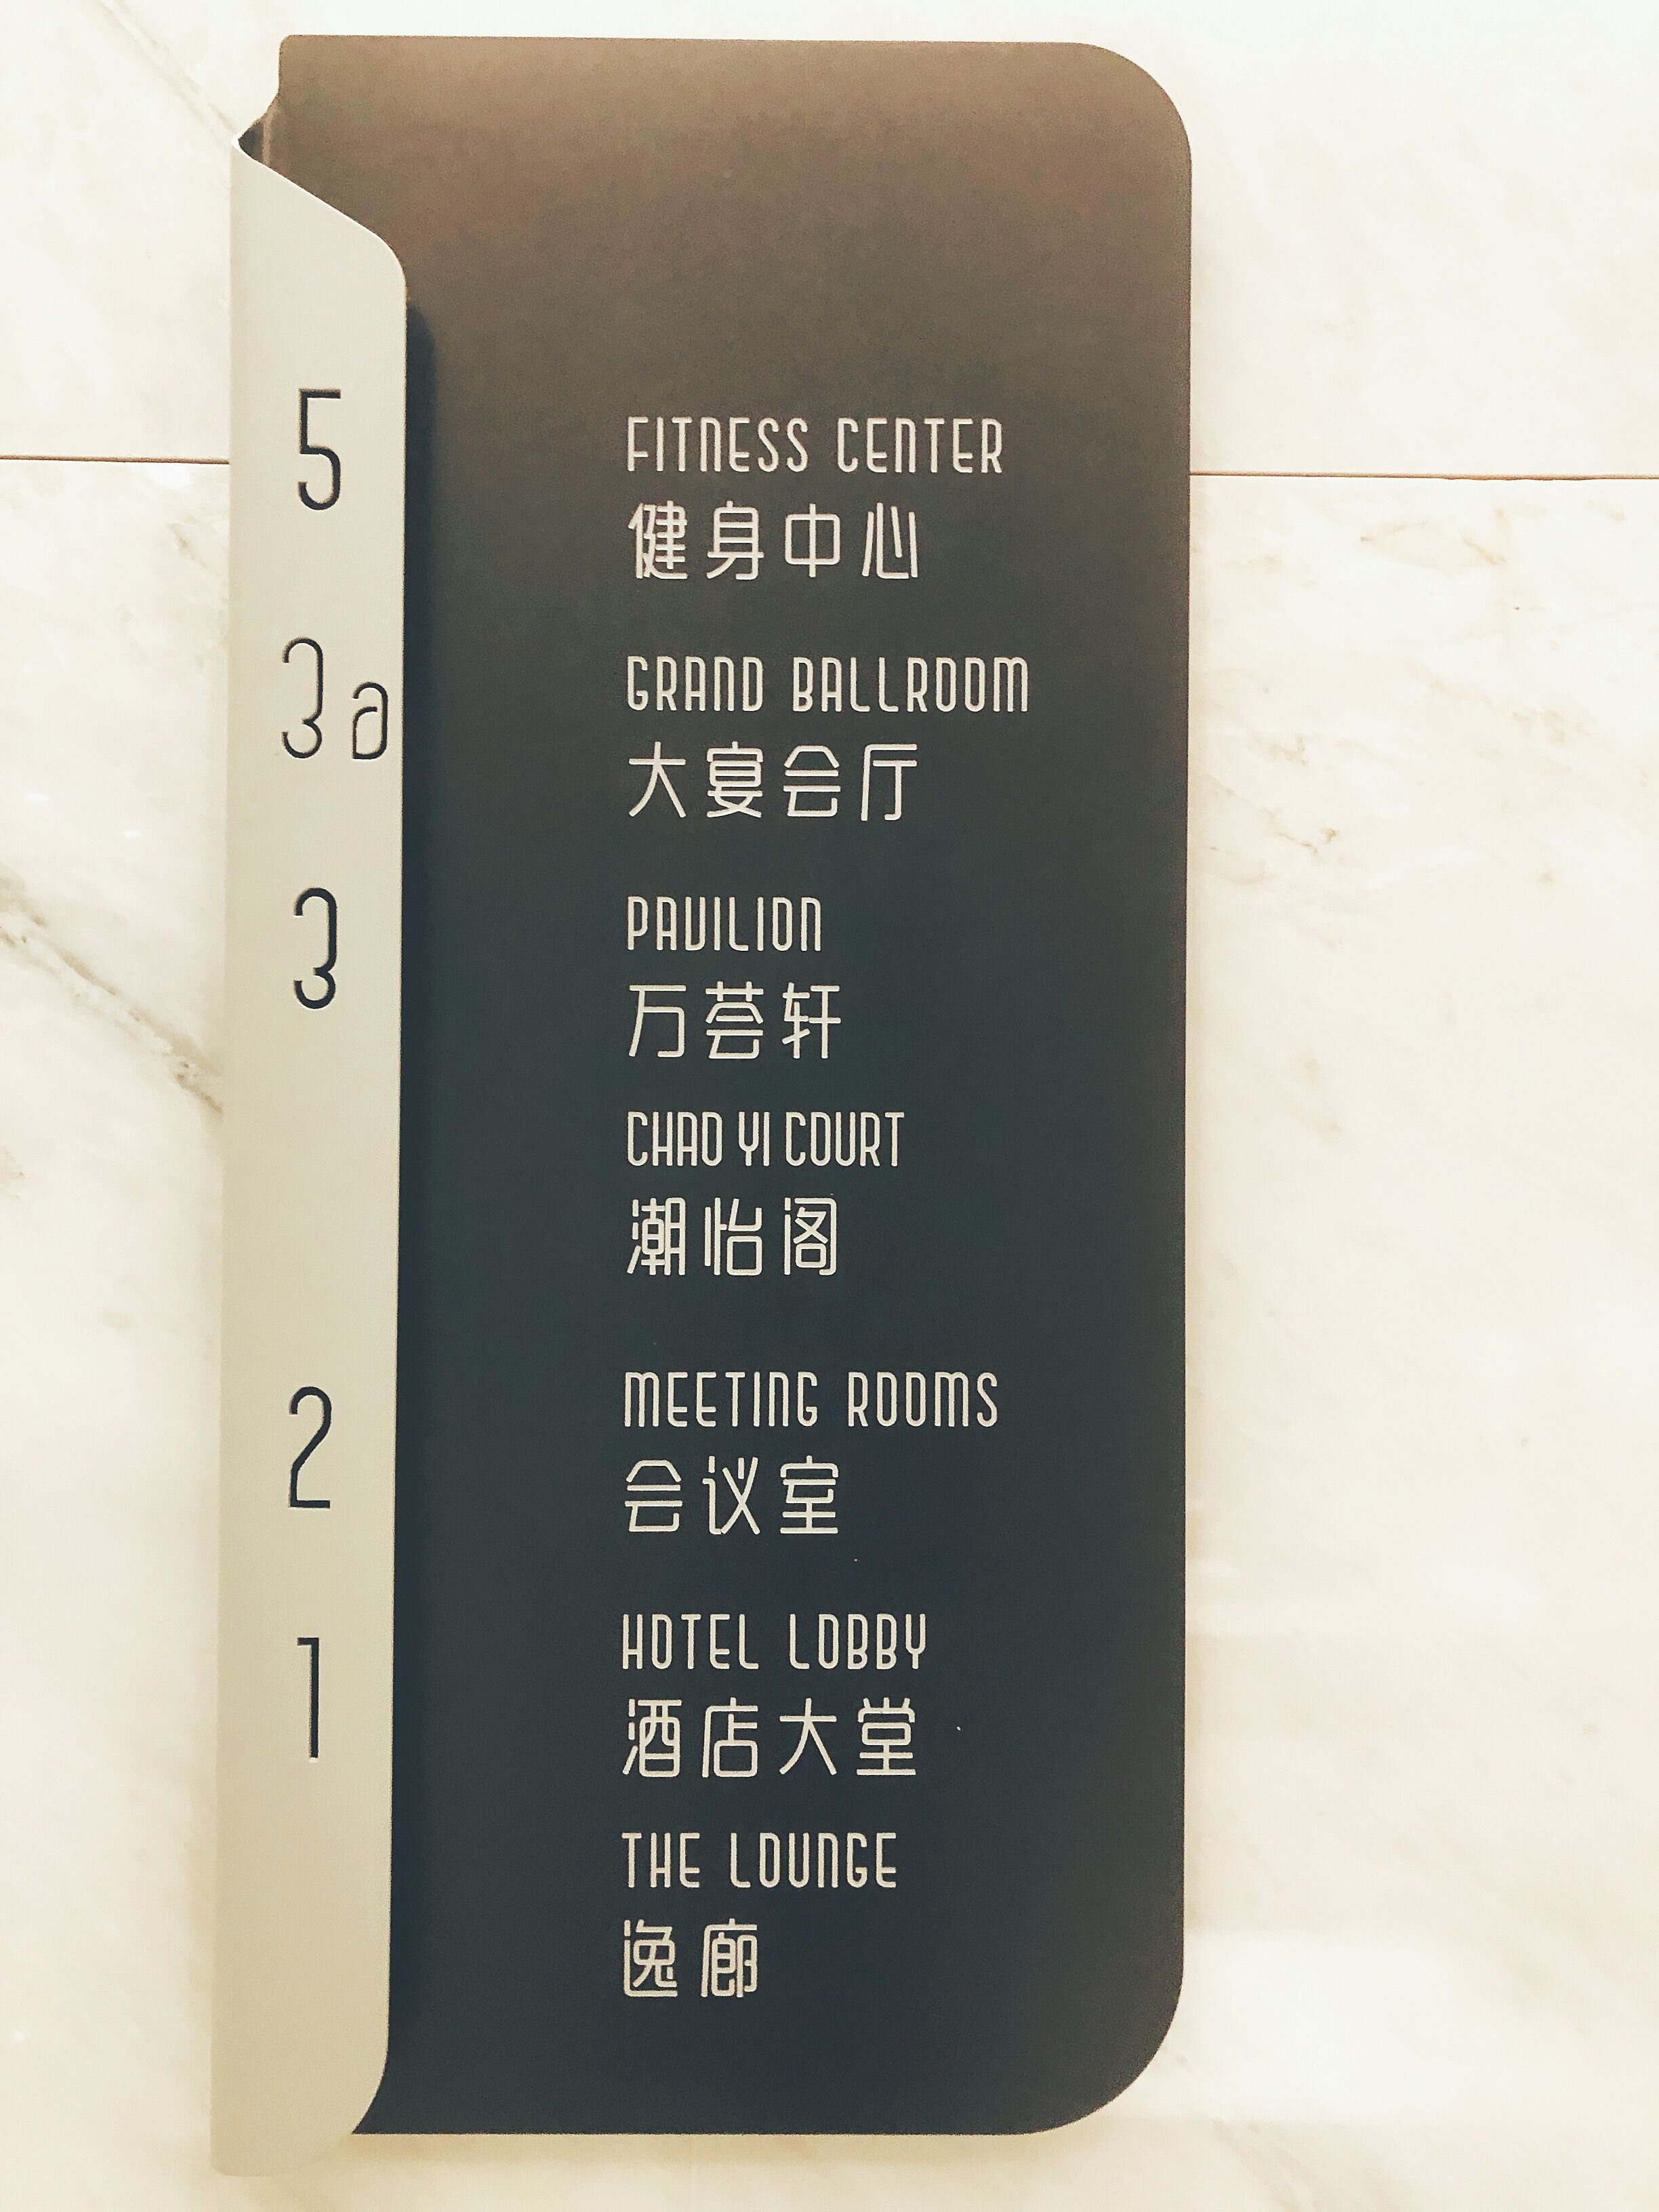 5
FITNESS CENTER
健身中心
3a
GRAND BALLROOM
大宴会厅
3
PAVILION
万荟轩
CHAO YI COURT
潮怡阁
2
MEETING ROOMS
会议室
1
HOTEL LOBBY
酒店大堂
THE LOUNGE
逸廊